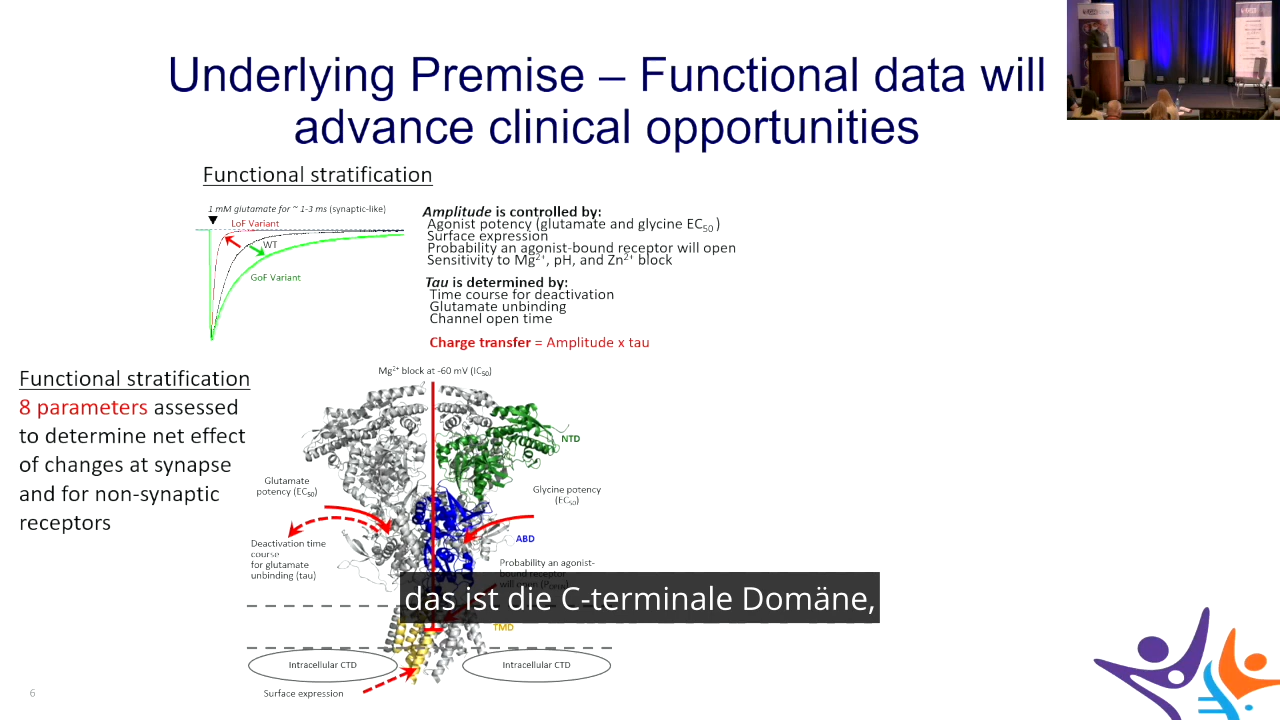 Underlying Premise – Functional data will
advance clinical opportunities
Functional stratification
1 mM glutamate for ~ 1-3 ms (synaptic-like)
LoF Variant
WT
GoF Variant
Amplitude is controlled by:
Agonist potency (glutamate and glycine EC50)
Surface expression
Probability an agonist-bound receptor will open
Sensitivity to Mg2+, pH, and Zn2+ block
Tau is determined by:
Time course for deactivation
Glutamate unbinding
Channel open time
Charge transfer = Amplitude x tau
Functional stratification
8 parameters assessed
to determine net effect
of changes at synapse
and for non-synaptic
receptors
Mg2+ block at -60 mV (IC50)
NTD
Glutamate
potency (EC50)
Glycine potency
(EC50)
ABD
Deactivation time
course
for glutamate
unbinding (tau)
Probability an agonist-
bound receptor
will open (POPEN)
das ist die C-terminale Domäne,
TMD
Intracellular CTD
Intracellular CTD
Surface expression
6